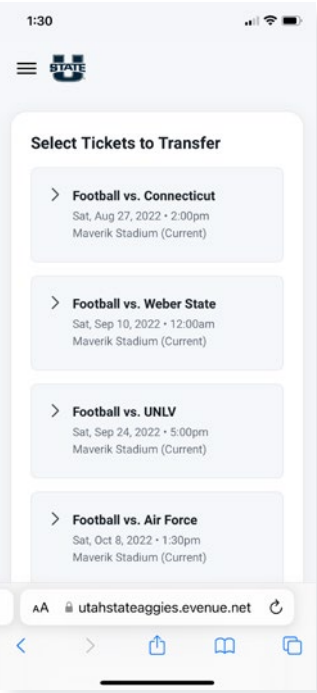 1:30
U
STATE
Select Tickets to Transfer
Football vs. Connecticut
Sat, Aug 27, 2022 • 2:00pm
Maverik Stadium (Current)
Football vs. Weber State
Sat, Sep 10, 2022 • 12:00am
Maverik Stadium (Current)
Football vs. UNLV
Sat, Sep 24, 2022 • 5:00pm
Maverik Stadium (Current)
Football vs. Air Force
Sat, Oct 8, 2022 • 1:30pm
Maverik Stadium (Current)
AA utahstateaggies.evenue.net